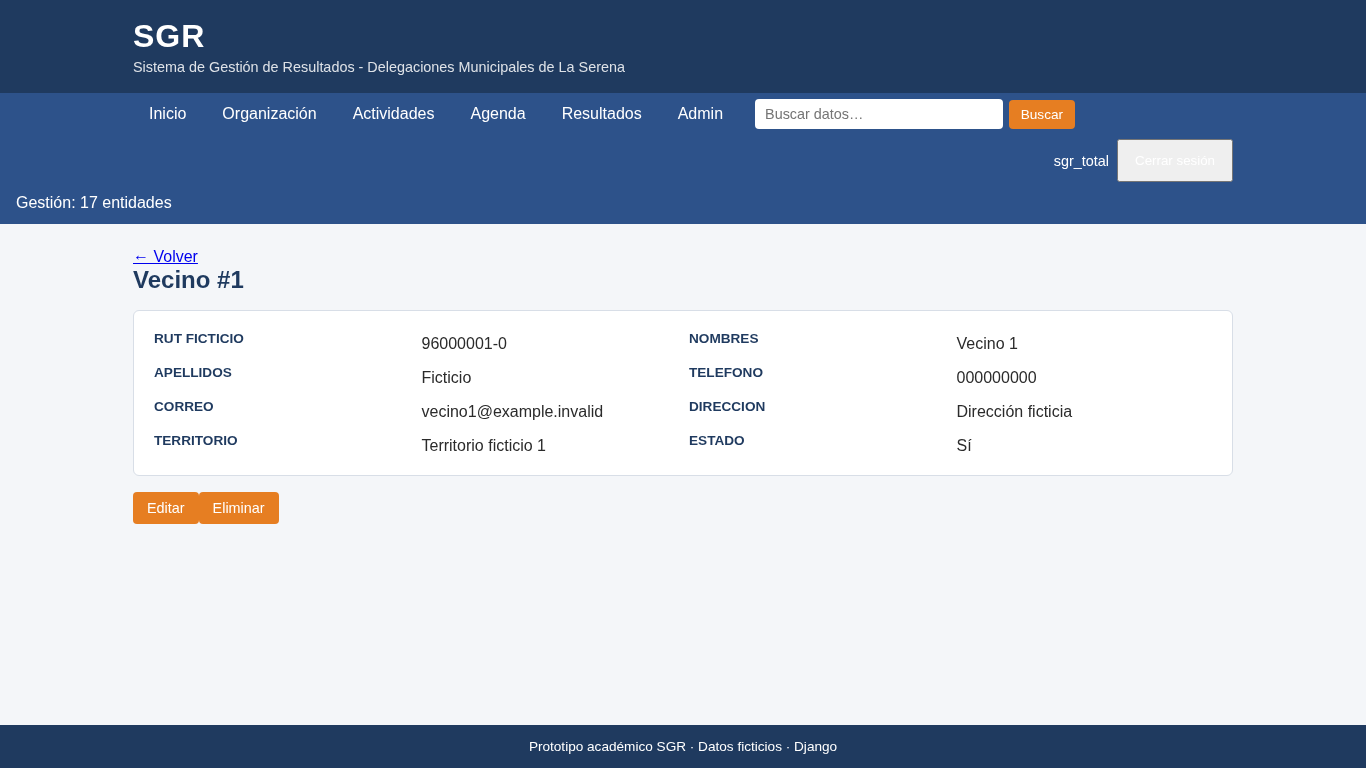 SGR
Sistema de Gestión de Resultados - Delegaciones Municipales de La Serena
Inicio Organización Actividades Agenda Resultados Admin Buscar datos… Buscar
sgr_total Cerrar sesión
Gestión: 17 entidades
← Volver
Vecino #1
RUT FICTICIO 96000001-0 NOMBRES Vecino 1
APELLIDOS Ficticio TELEFONO 000000000
CORREO vecino1@example.invalid DIRECCION Dirección ficticia
TERRITORIO Territorio ficticio 1 ESTADO Sí
Editar Eliminar
Prototipo académico SGR · Datos ficticios · Django